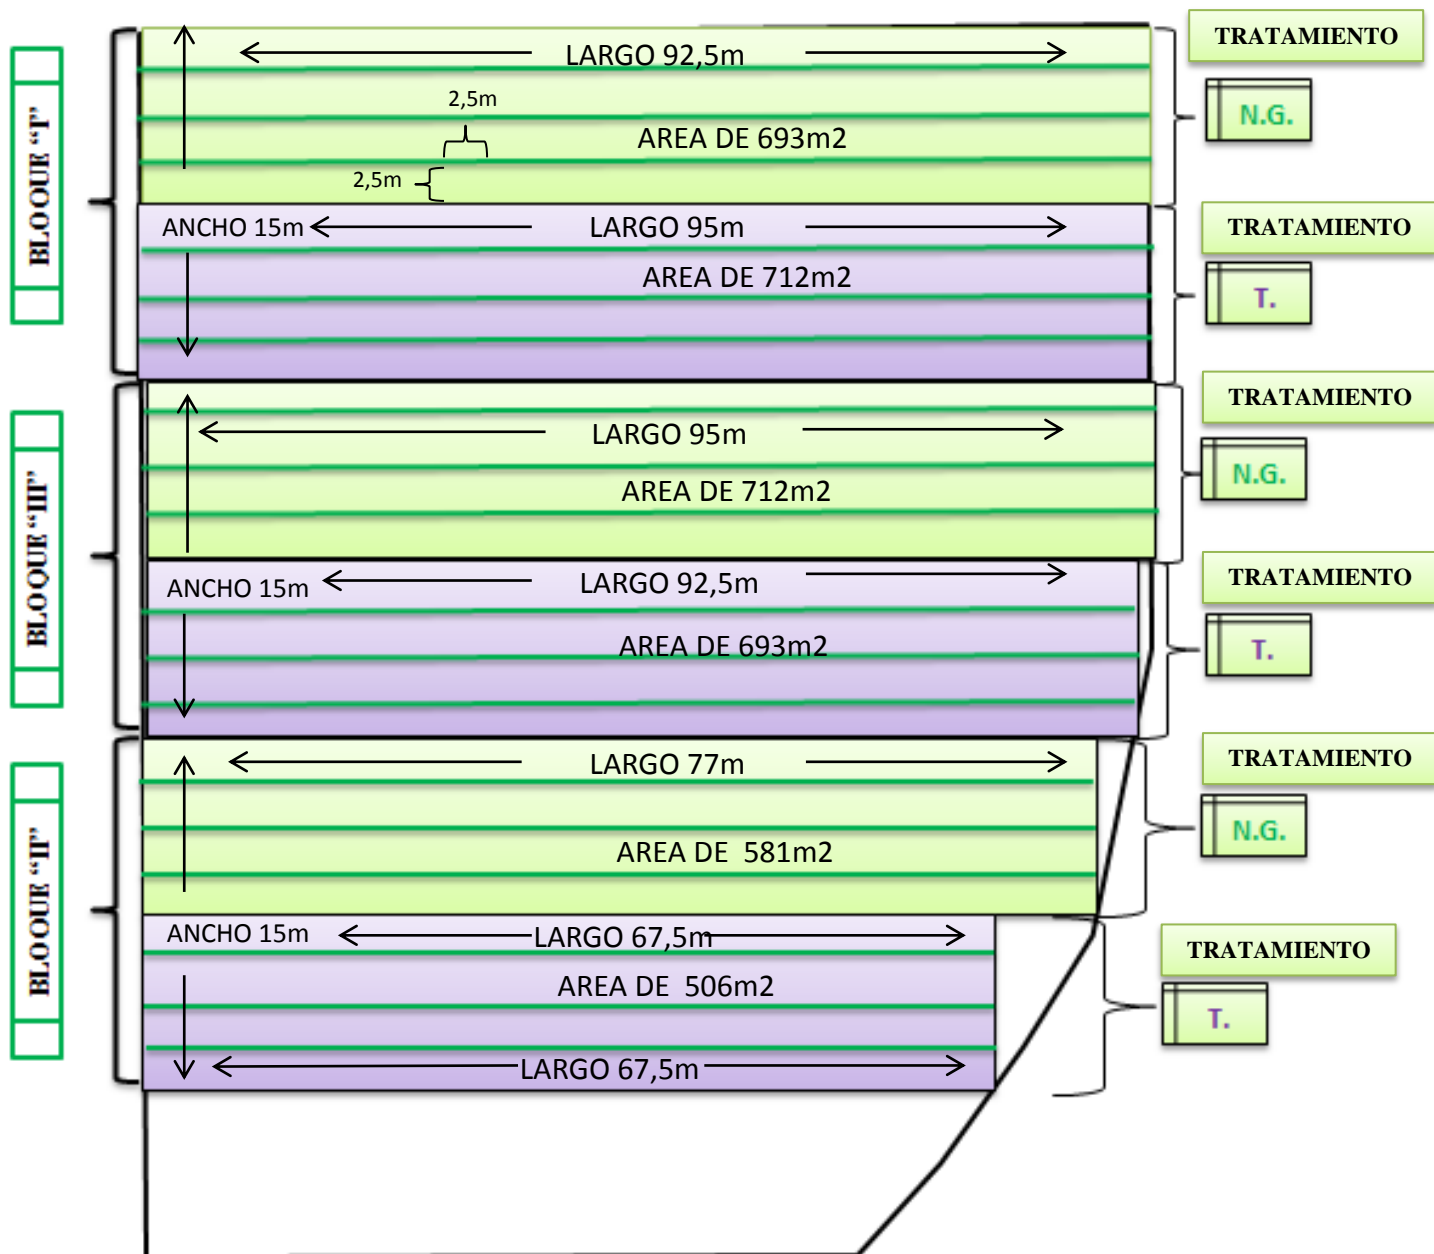 TRATAMIENTO
LARGO 92,5m
2,5m
N.G.
AREA DE 693m2
2,5m
BLOQUE “I”
ANCHO 15m
LARGO 95m
TRATAMIENTO
AREA DE 712m2
T.
TRATAMIENTO
LARGO 95m
N.G.
AREA DE 712m2
BLOQUE “III”
TRATAMIENTO
ANCHO 15m
LARGO 92,5m
AREA DE 693m2
T.
TRATAMIENTO
LARGO 77m
N.G.
AREA DE 581m2
BLOQUE “II”
ANCHO 15m
LARGO 67,5m
TRATAMIENTO
AREA DE 506m2
T.
LARGO 67,5m